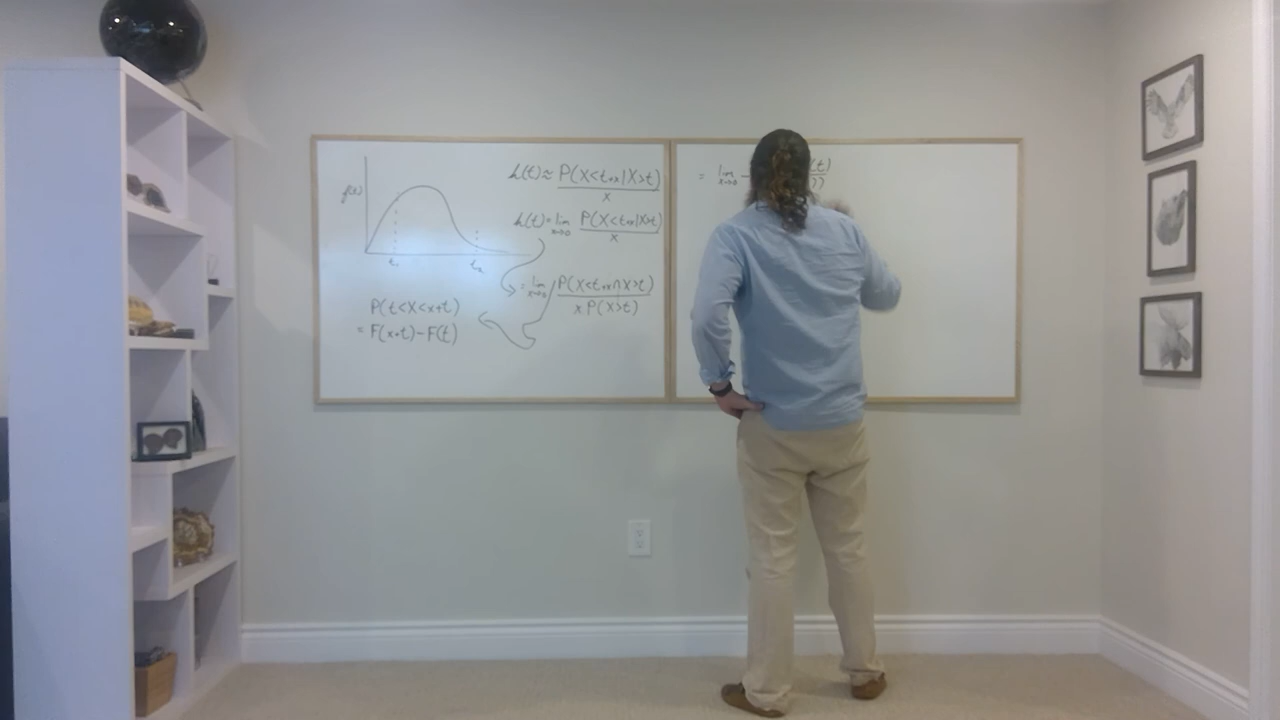 f(t)
t₁ t₂
P(t<X<x+t)
= F(x+t)-F(t)
h(t)≈ P(X<t+x|X>t)
x
h(t)= lim P(X<t+x|X>t)
x→0 x
= lim P(X<t+x∩X>t)
x→0 x.P(X>t)
= lim
x→0
(t)
))